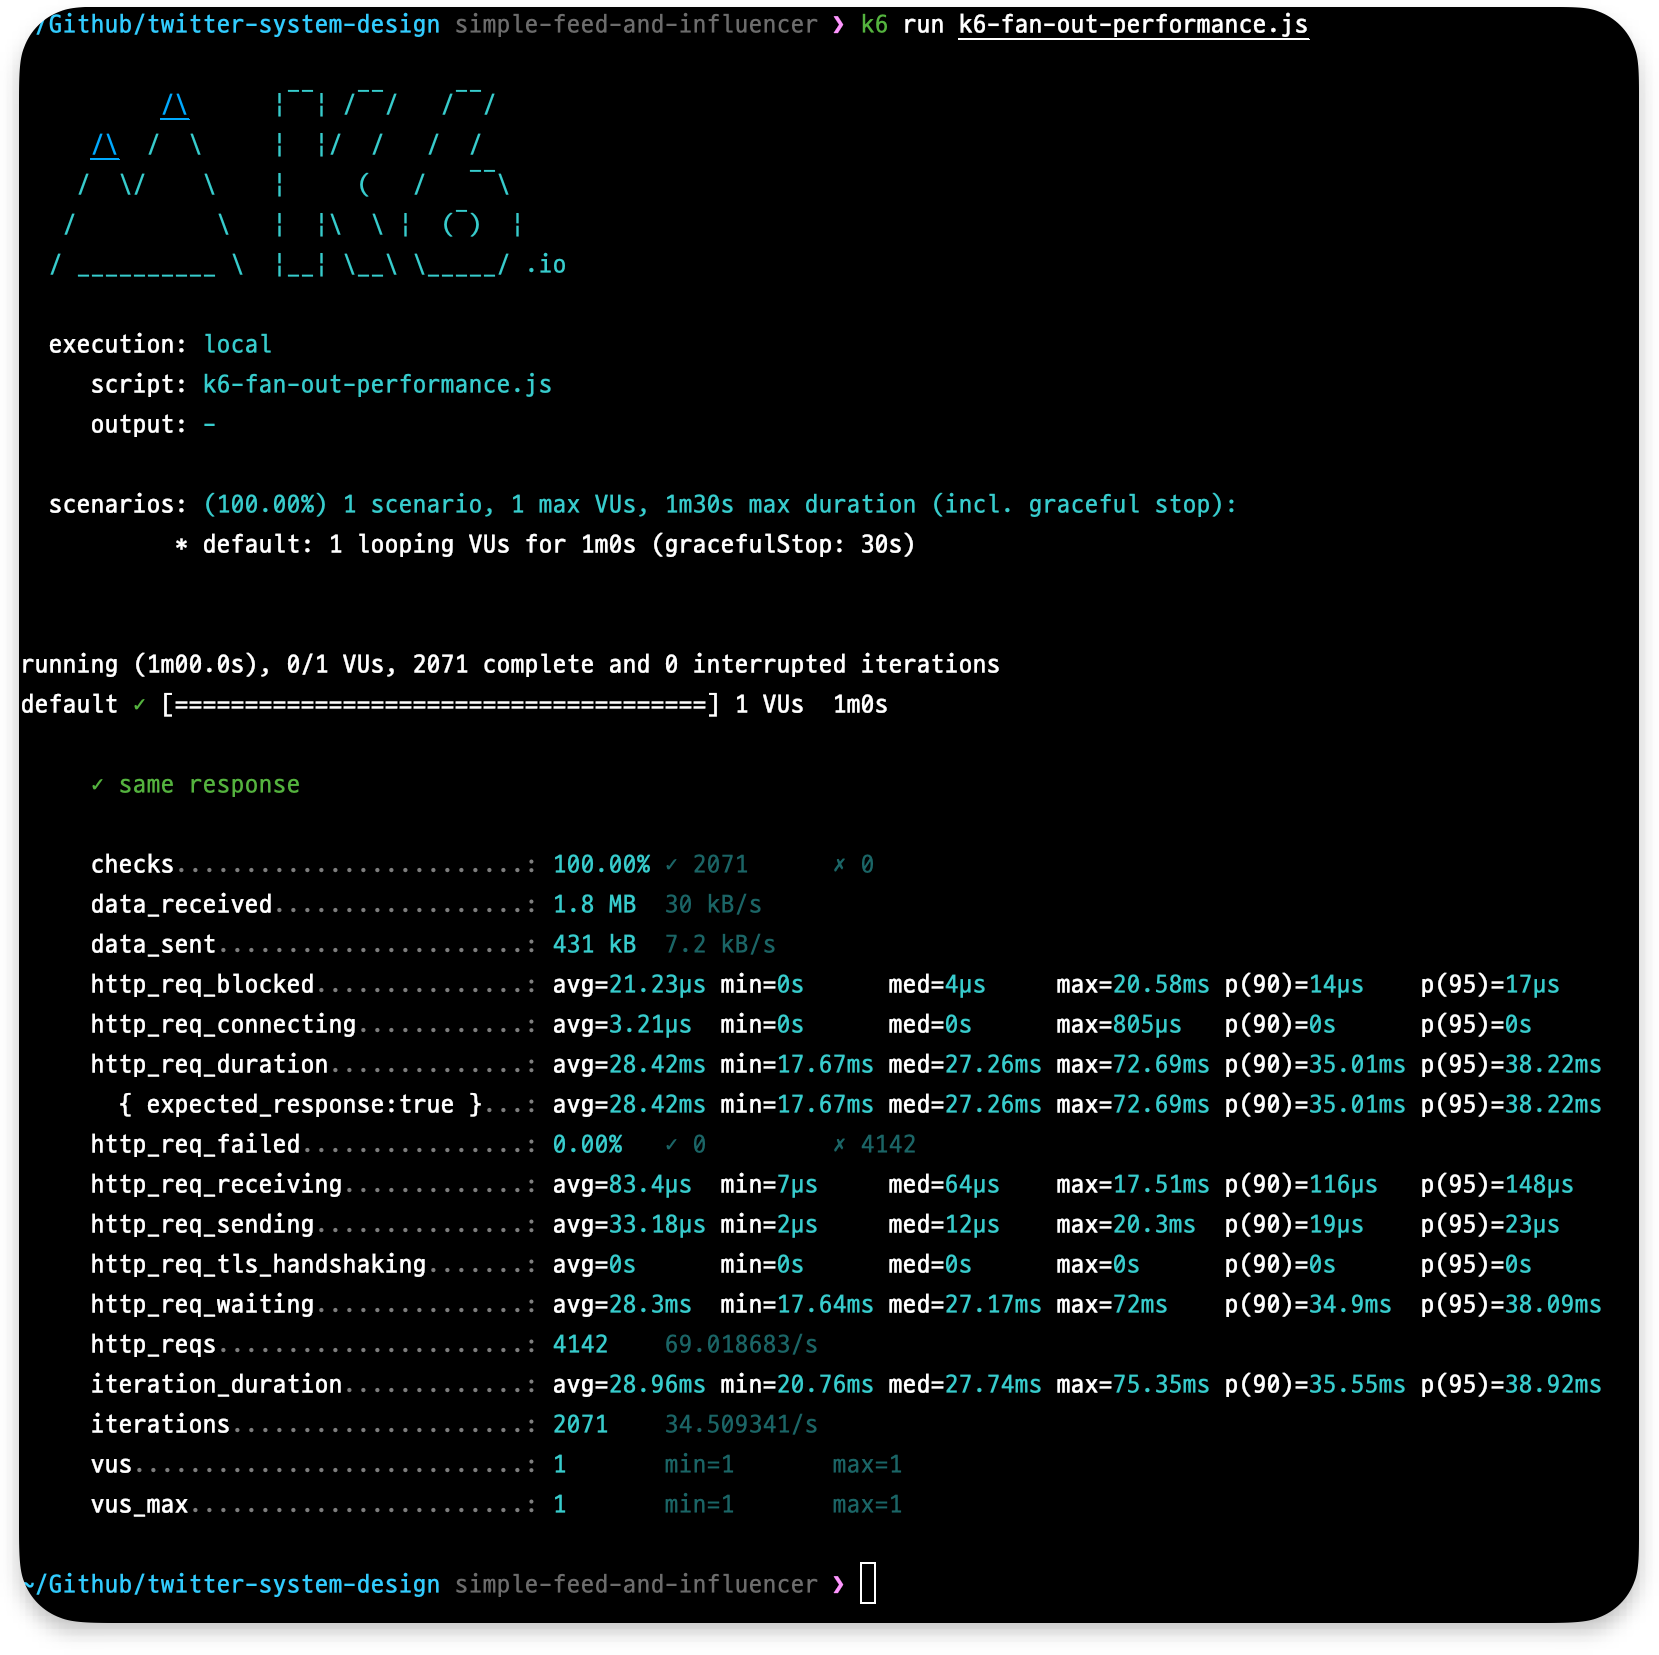 ~/Github/twitter-system-design simple-feed-and-influencer ❯ k6 run k6-fan-out-performance.js
.io
execution: local
script: k6-fan-out-performance.js
output: -
scenarios: (100.00%) 1 scenario, 1 max VUs, 1m30s max duration (incl. graceful stop):
* default: 1 looping VUs for 1m0s (gracefulStop: 30s)
running (1m00.0s), 0/1 VUs, 2071 complete and 0 interrupted iterations
default ✓ [======================================] 1 VUs  1m0s
✓ same response
checks.........................: 100.00% ✓ 2071      ✗ 0
data_received..................: 1.8 MB  30 kB/s
data_sent......................: 431 kB  7.2 kB/s
http_req_blocked...............: avg=21.23µs min=0s      med=4µs     max=20.58ms p(90)=14µs    p(95)=17µs
http_req_connecting............: avg=3.21µs  min=0s      med=0s      max=805µs   p(90)=0s      p(95)=0s
http_req_duration..............: avg=28.42ms min=17.67ms med=27.26ms max=72.69ms p(90)=35.01ms p(95)=38.22ms
{ expected_response:true }...: avg=28.42ms min=17.67ms med=27.26ms max=72.69ms p(90)=35.01ms p(95)=38.22ms
http_req_failed................: 0.00%   ✓ 0         ✗ 4142
http_req_receiving.............: avg=83.4µs  min=7µs     med=64µs    max=17.51ms p(90)=116µs   p(95)=148µs
http_req_sending...............: avg=33.18µs min=2µs     med=12µs    max=20.3ms  p(90)=19µs    p(95)=23µs
http_req_tls_handshaking.......: avg=0s      min=0s      med=0s      max=0s      p(90)=0s      p(95)=0s
http_req_waiting...............: avg=28.3ms  min=17.64ms med=27.17ms max=72ms    p(90)=34.9ms  p(95)=38.09ms
http_reqs......................: 4142    69.018683/s
iteration_duration.............: avg=28.96ms min=20.76ms med=27.74ms max=75.35ms p(90)=35.55ms p(95)=38.92ms
iterations.....................: 2071    34.509341/s
vus............................: 1       min=1       max=1
vus_max........................: 1       min=1       max=1
~/Github/twitter-system-design simple-feed-and-influencer ❯